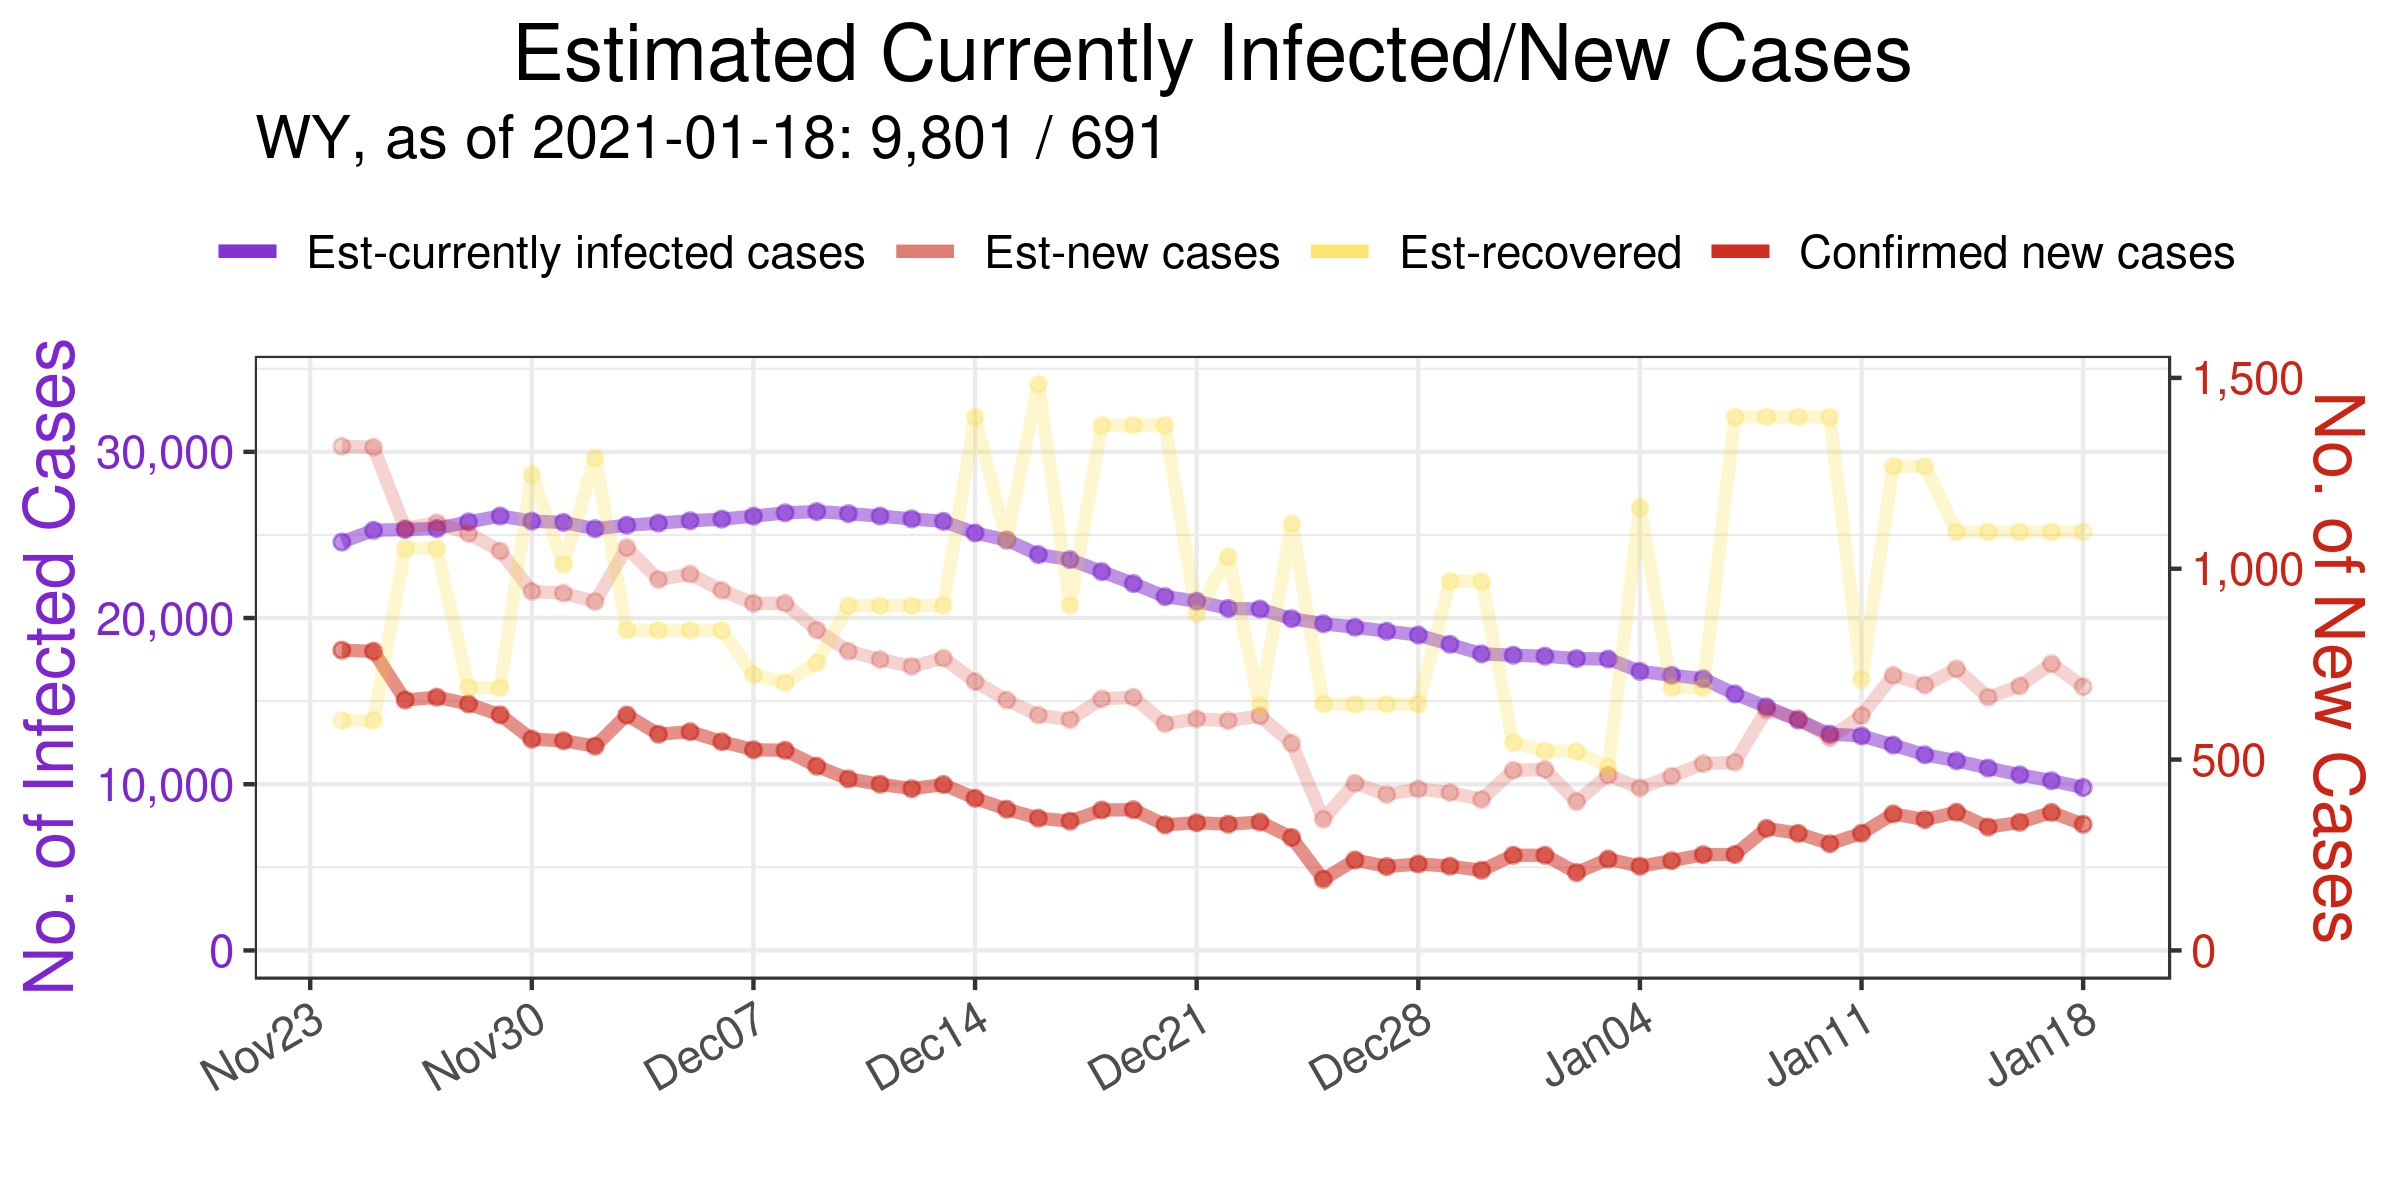 Estimated Currently Infected/New Cases
WY, as of 2021-01-18: 9,801 / 691
Est-currently infected cases Est-new cases Est-recovered Confirmed new cases
No. of Infected Cases
30,000
20,000
10,000
0
1,500
1,000
500
0
No. of New Cases
Nov23 Nov30 Dec07 Dec14 Dec21 Dec28 Jan04 Jan11 Jan18